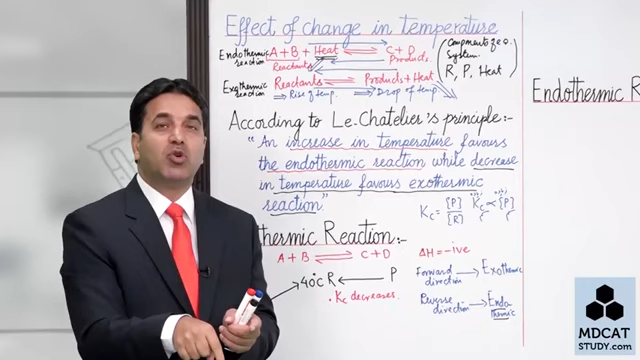 Effect of change in temperature
Endothermic reaction A + B + Heat ⇌ C + D
Reactants Products
Exothermic reaction Reactants ⇌ Products + Heat
⇒ Rise of temp. ⇒ Drop of temp
(Components of eq. System
R, P, Heat)
According to Le-Chatelier's principle:-
"An increase in temperature favours
the endothermic reaction while decrease
in temperature favours exothermic
reaction"
Kc = [P]/[R] Kc ∝ [P]
thermic Reaction:-
A + B ⇌ C + D
ΔH = -ive
40°C R ← P
. Kc decreases.
Forward direction → Exothermic
Reverse direction → Endothermic
Endothermic R
MDCAT
STUDY.com